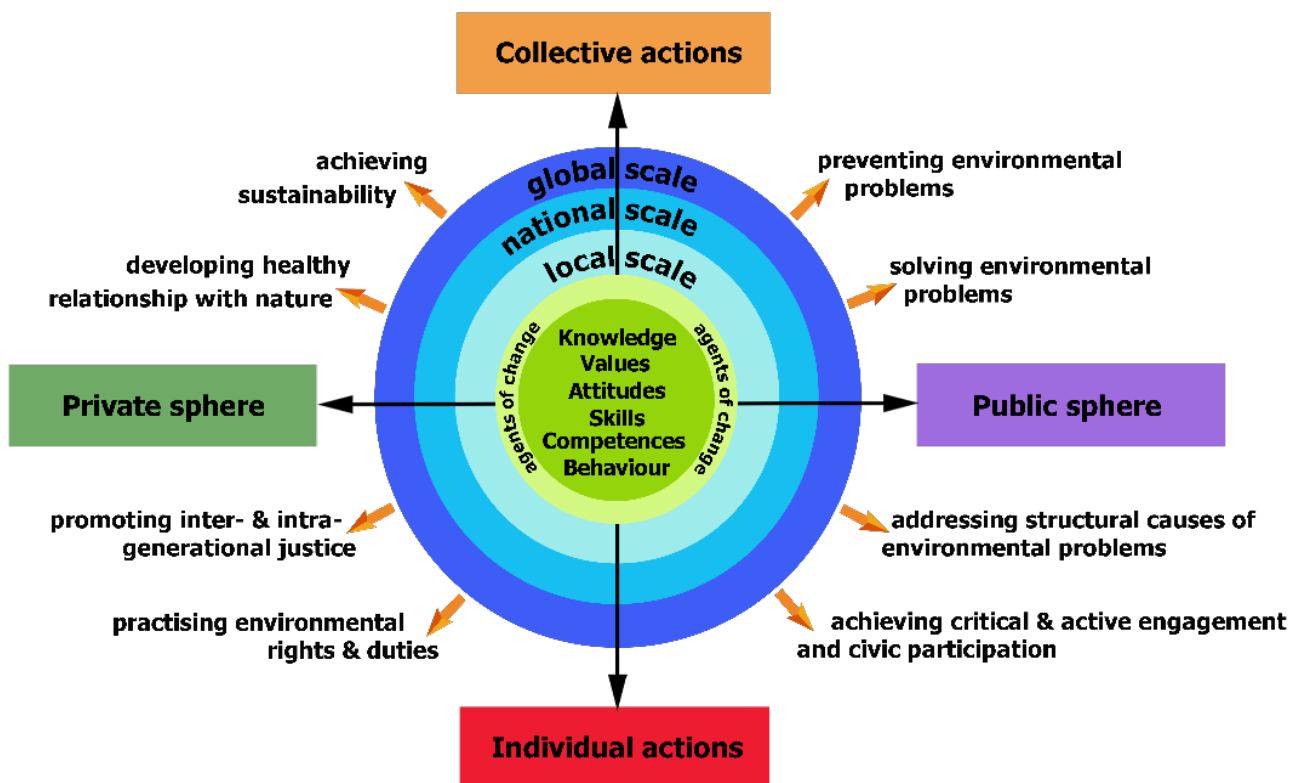 Collective actions
achieving
sustainability
preventing environmental
problems
global scale
national scale
local scale
developing healthy
relationship with nature
solving environmental
problems
agents of change
Knowledge
Values
Attitudes
Skills
Competences
Behaviour
agents of change
Private sphere
Public sphere
promoting inter- & intra-
generational justice
addressing structural causes of
environmental problems
practising environmental
rights & duties
achieving critical & active engagement
and civic participation
Individual actions